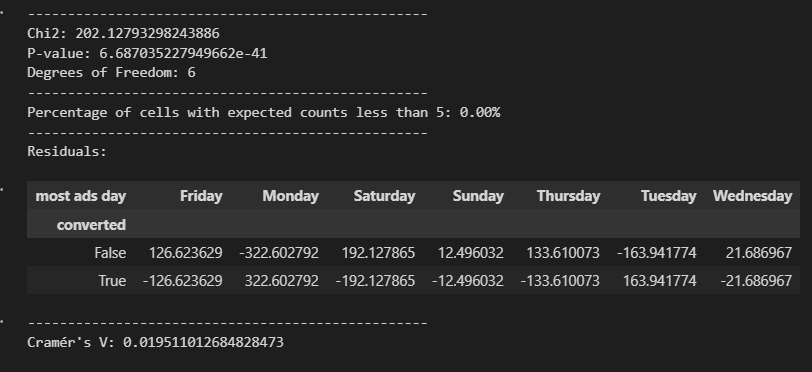 ------------------------------------------------
Chi2: 202.12793298243886
P-value: 6.687035227949662e-41
Degrees of Freedom: 6
------------------------------------------------
Percentage of cells with expected counts less than 5: 0.00%
------------------------------------------------
Residuals:
most ads day Friday Monday Saturday Sunday Thursday Tuesday Wednesday
converted
False 126.623629 -322.602792 192.127865 12.496032 133.610073 -163.941774 21.686967
True -126.623629 322.602792 -192.127865 -12.496032 -133.610073 163.941774 -21.686967
------------------------------------------------
Cramér's V: 0.019511012684828473